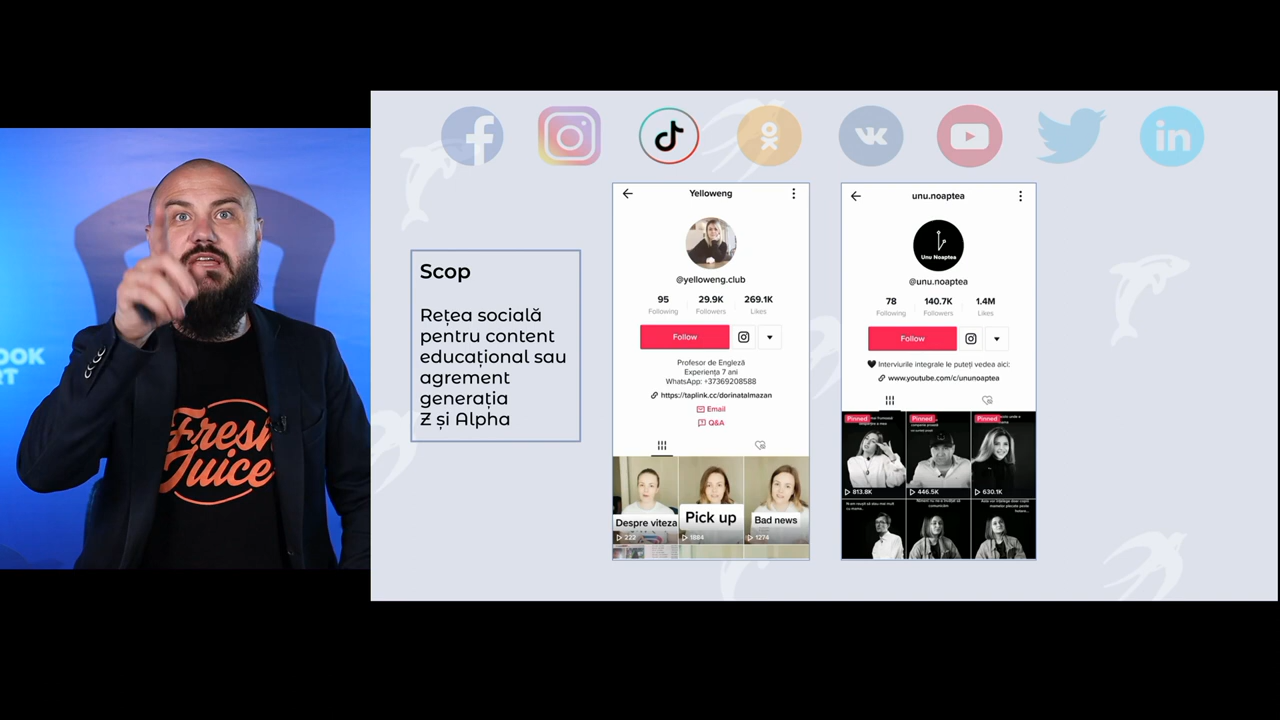 OOK
RT
Fresh
Juice
Scop
Rețea socială
pentru content
educațional sau
agrement
generația
Z și Alpha
Yelloweng
@yelloweng.club
95 29.9K 269.1K
Following Followers Likes
Follow
Profesor de Engleză
Experiența 7 ani
WhatsApp: +37369208588
https://taplink.cc/dorinatalmazan
Email
Q&A
Despre viteza
Pick up
Bad news
222
1884
1274
unu.noaptea
Unu Noaptea
@unu.noaptea
78 140.7K 1.4M
Following Followers Likes
Follow
Interviurile integrale le puteți vedea aici:
www.youtube.com/c/ununoaptea
Pinned
Pinned
Pinned
813.8K
446.5K
630.1K